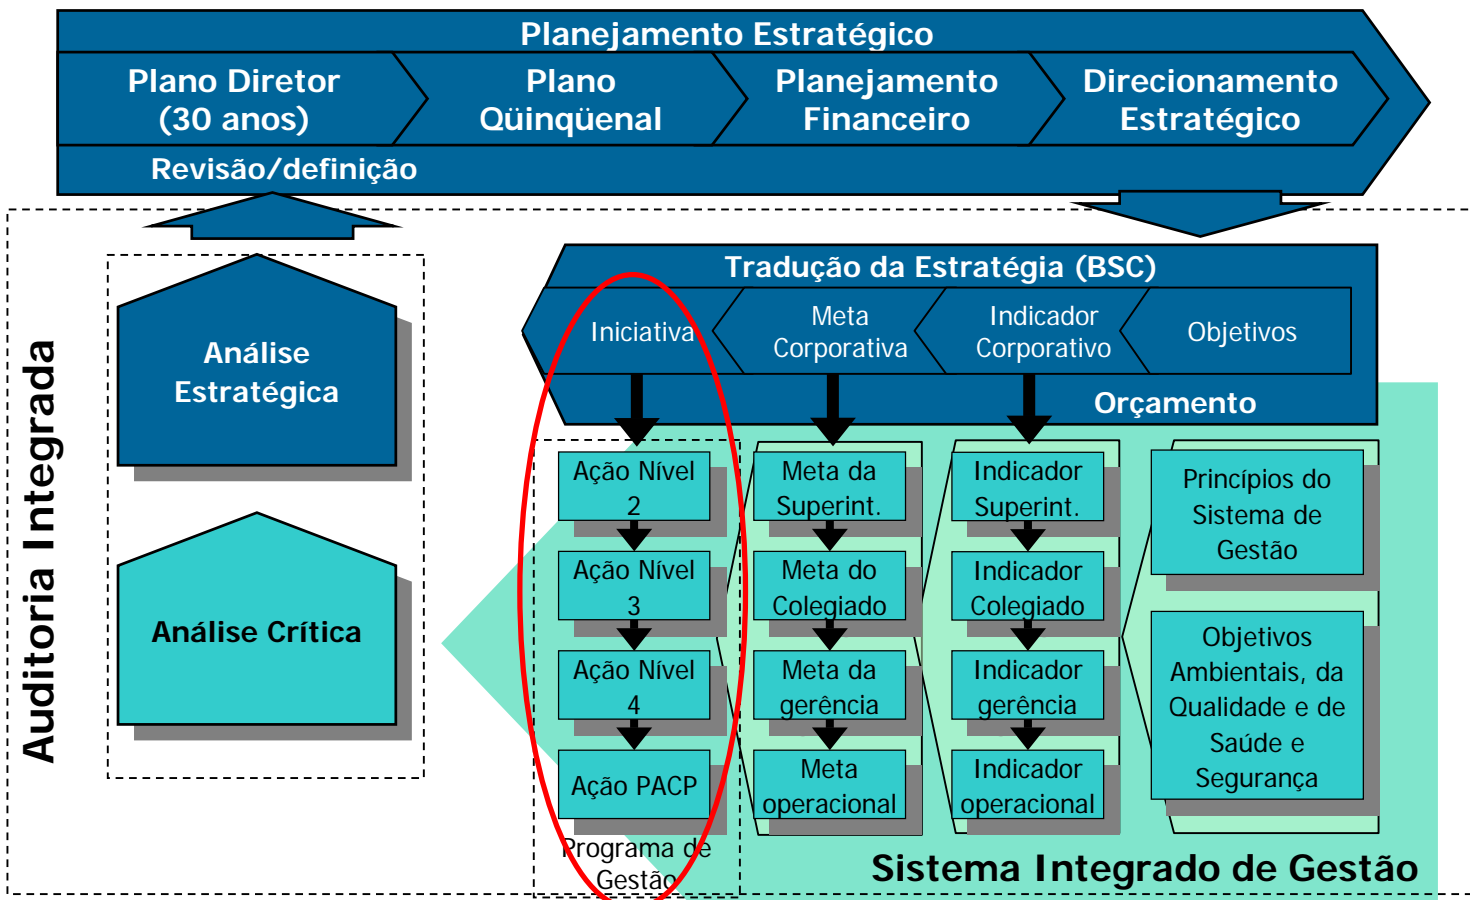 Planejamento Estratégico
Plano Diretor
(30 anos)
Plano
Qüinqüenal
Planejamento
Financeiro
Direcionamento
Estratégico
Revisão/definição
Auditoria Integrada
Análise
Estratégica
Análise Crítica
Tradução da Estratégia (BSC)
Iniciativa
Meta
Corporativa
Indicador
Corporativo
Objetivos
Orçamento
Ação Nível
2
Ação Nível
3
Ação Nível
4
Ação PACP
Programa de
Gestão
Meta da
Superint.
Meta do
Colegiado
Meta da
gerência
Meta
operacional
Indicador
Superint.
Indicador
Colegiado
Indicador
gerência
Indicador
operacional
Princípios do
Sistema de
Gestão
Objetivos
Ambientais, da
Qualidade e de
Saúde e
Segurança
Sistema Integrado de Gestão